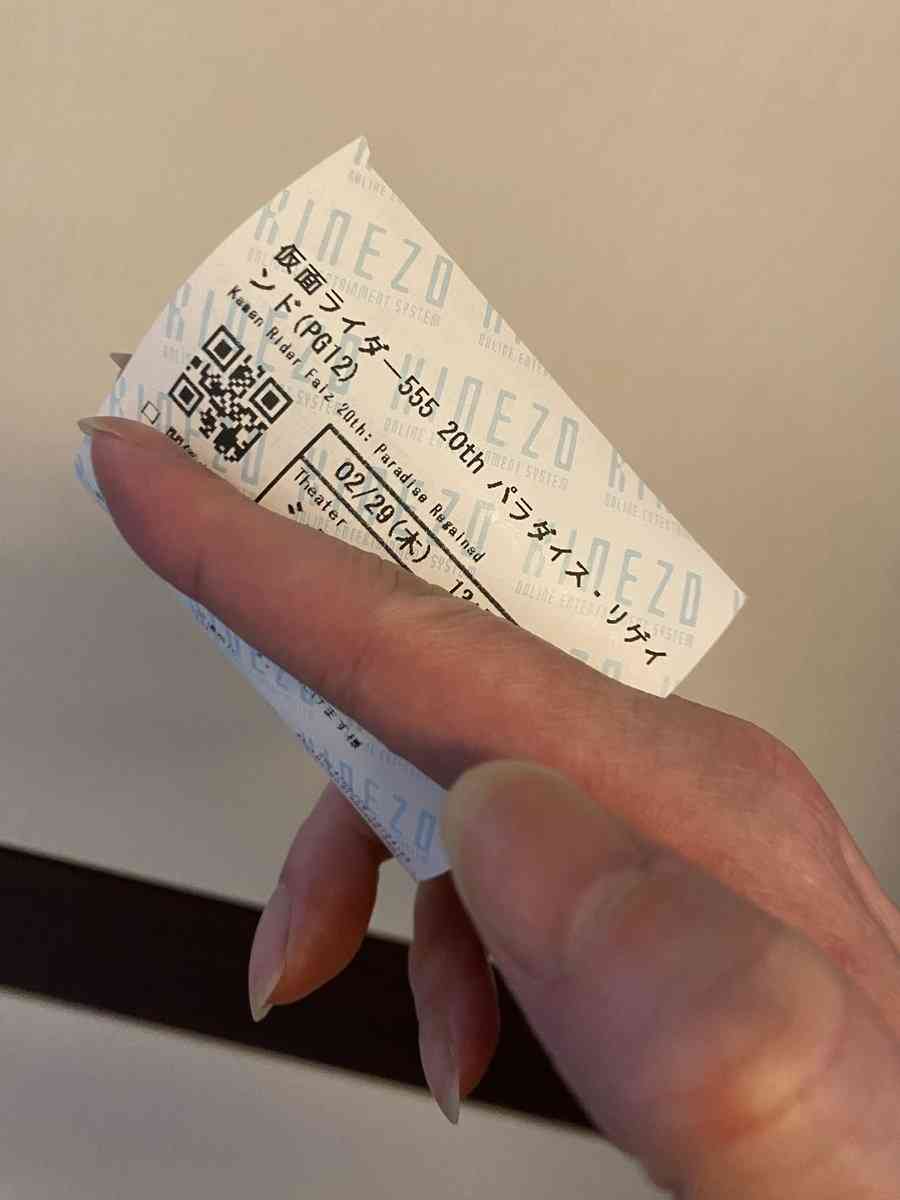 KINEZO
ONLINE ENTERTAINMENT SYSTEM
仮面ライダー555 20th パラダイス・リゲイ
ンド(PG12)
Kamen Rider Faiz 20th: Paradise Regained
02/29(木)
Theater